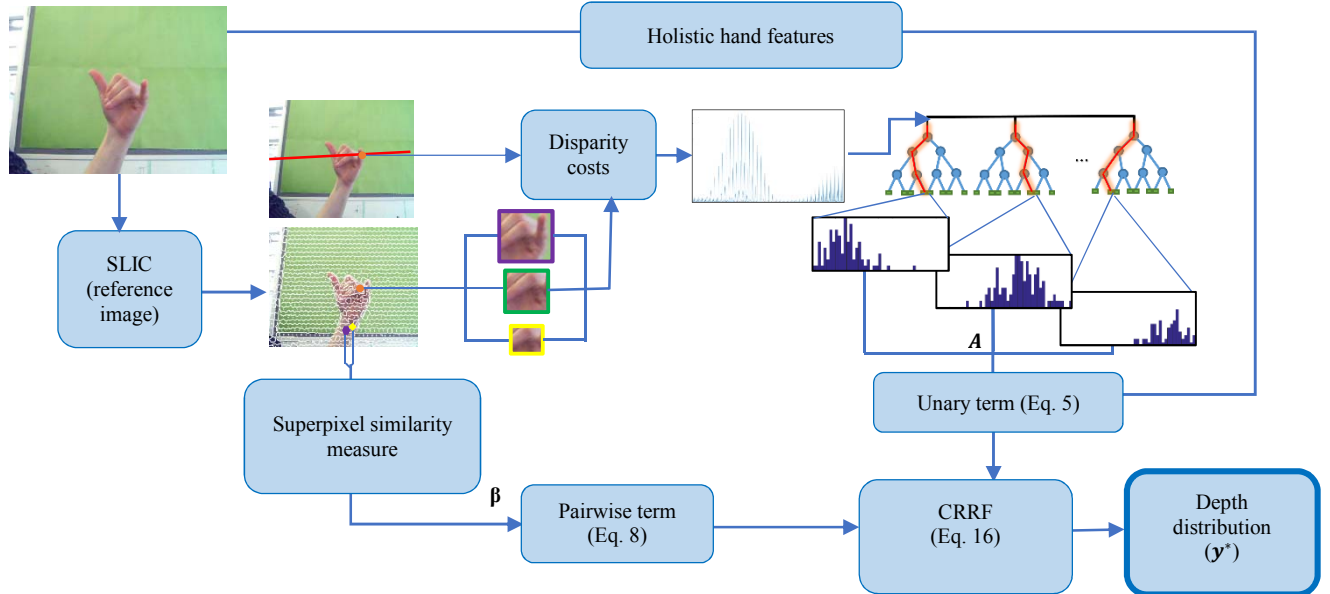 Holistic hand features
Disparity
costs
...
SLIC
(reference
image)
A
Unary term (Eq. 5)
Superpixel similarity
measure
β
Pairwise term
(Eq. 8)
CRRF
(Eq. 16)
Depth
distribution
(y*)